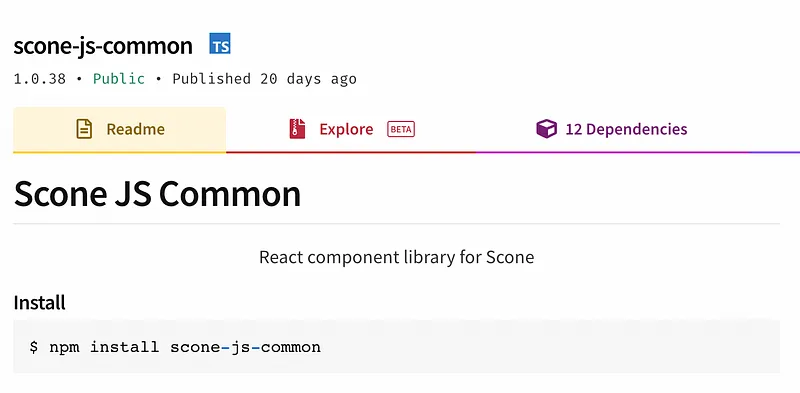 scone-js-common TS
1.0.38 • Public • Published 20 days ago
Readme Explore BETA 12 Dependencies
Scone JS Common
React component library for Scone
Install
$ npm install scone-js-common